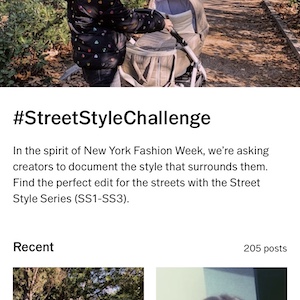 #StreetStyleChallenge
In the spirit of New York Fashion Week, we're asking
creators to document the style that surrounds them.
Find the perfect edit for the streets with the Street
Style Series (SS1-SS3).
Recent
205 posts